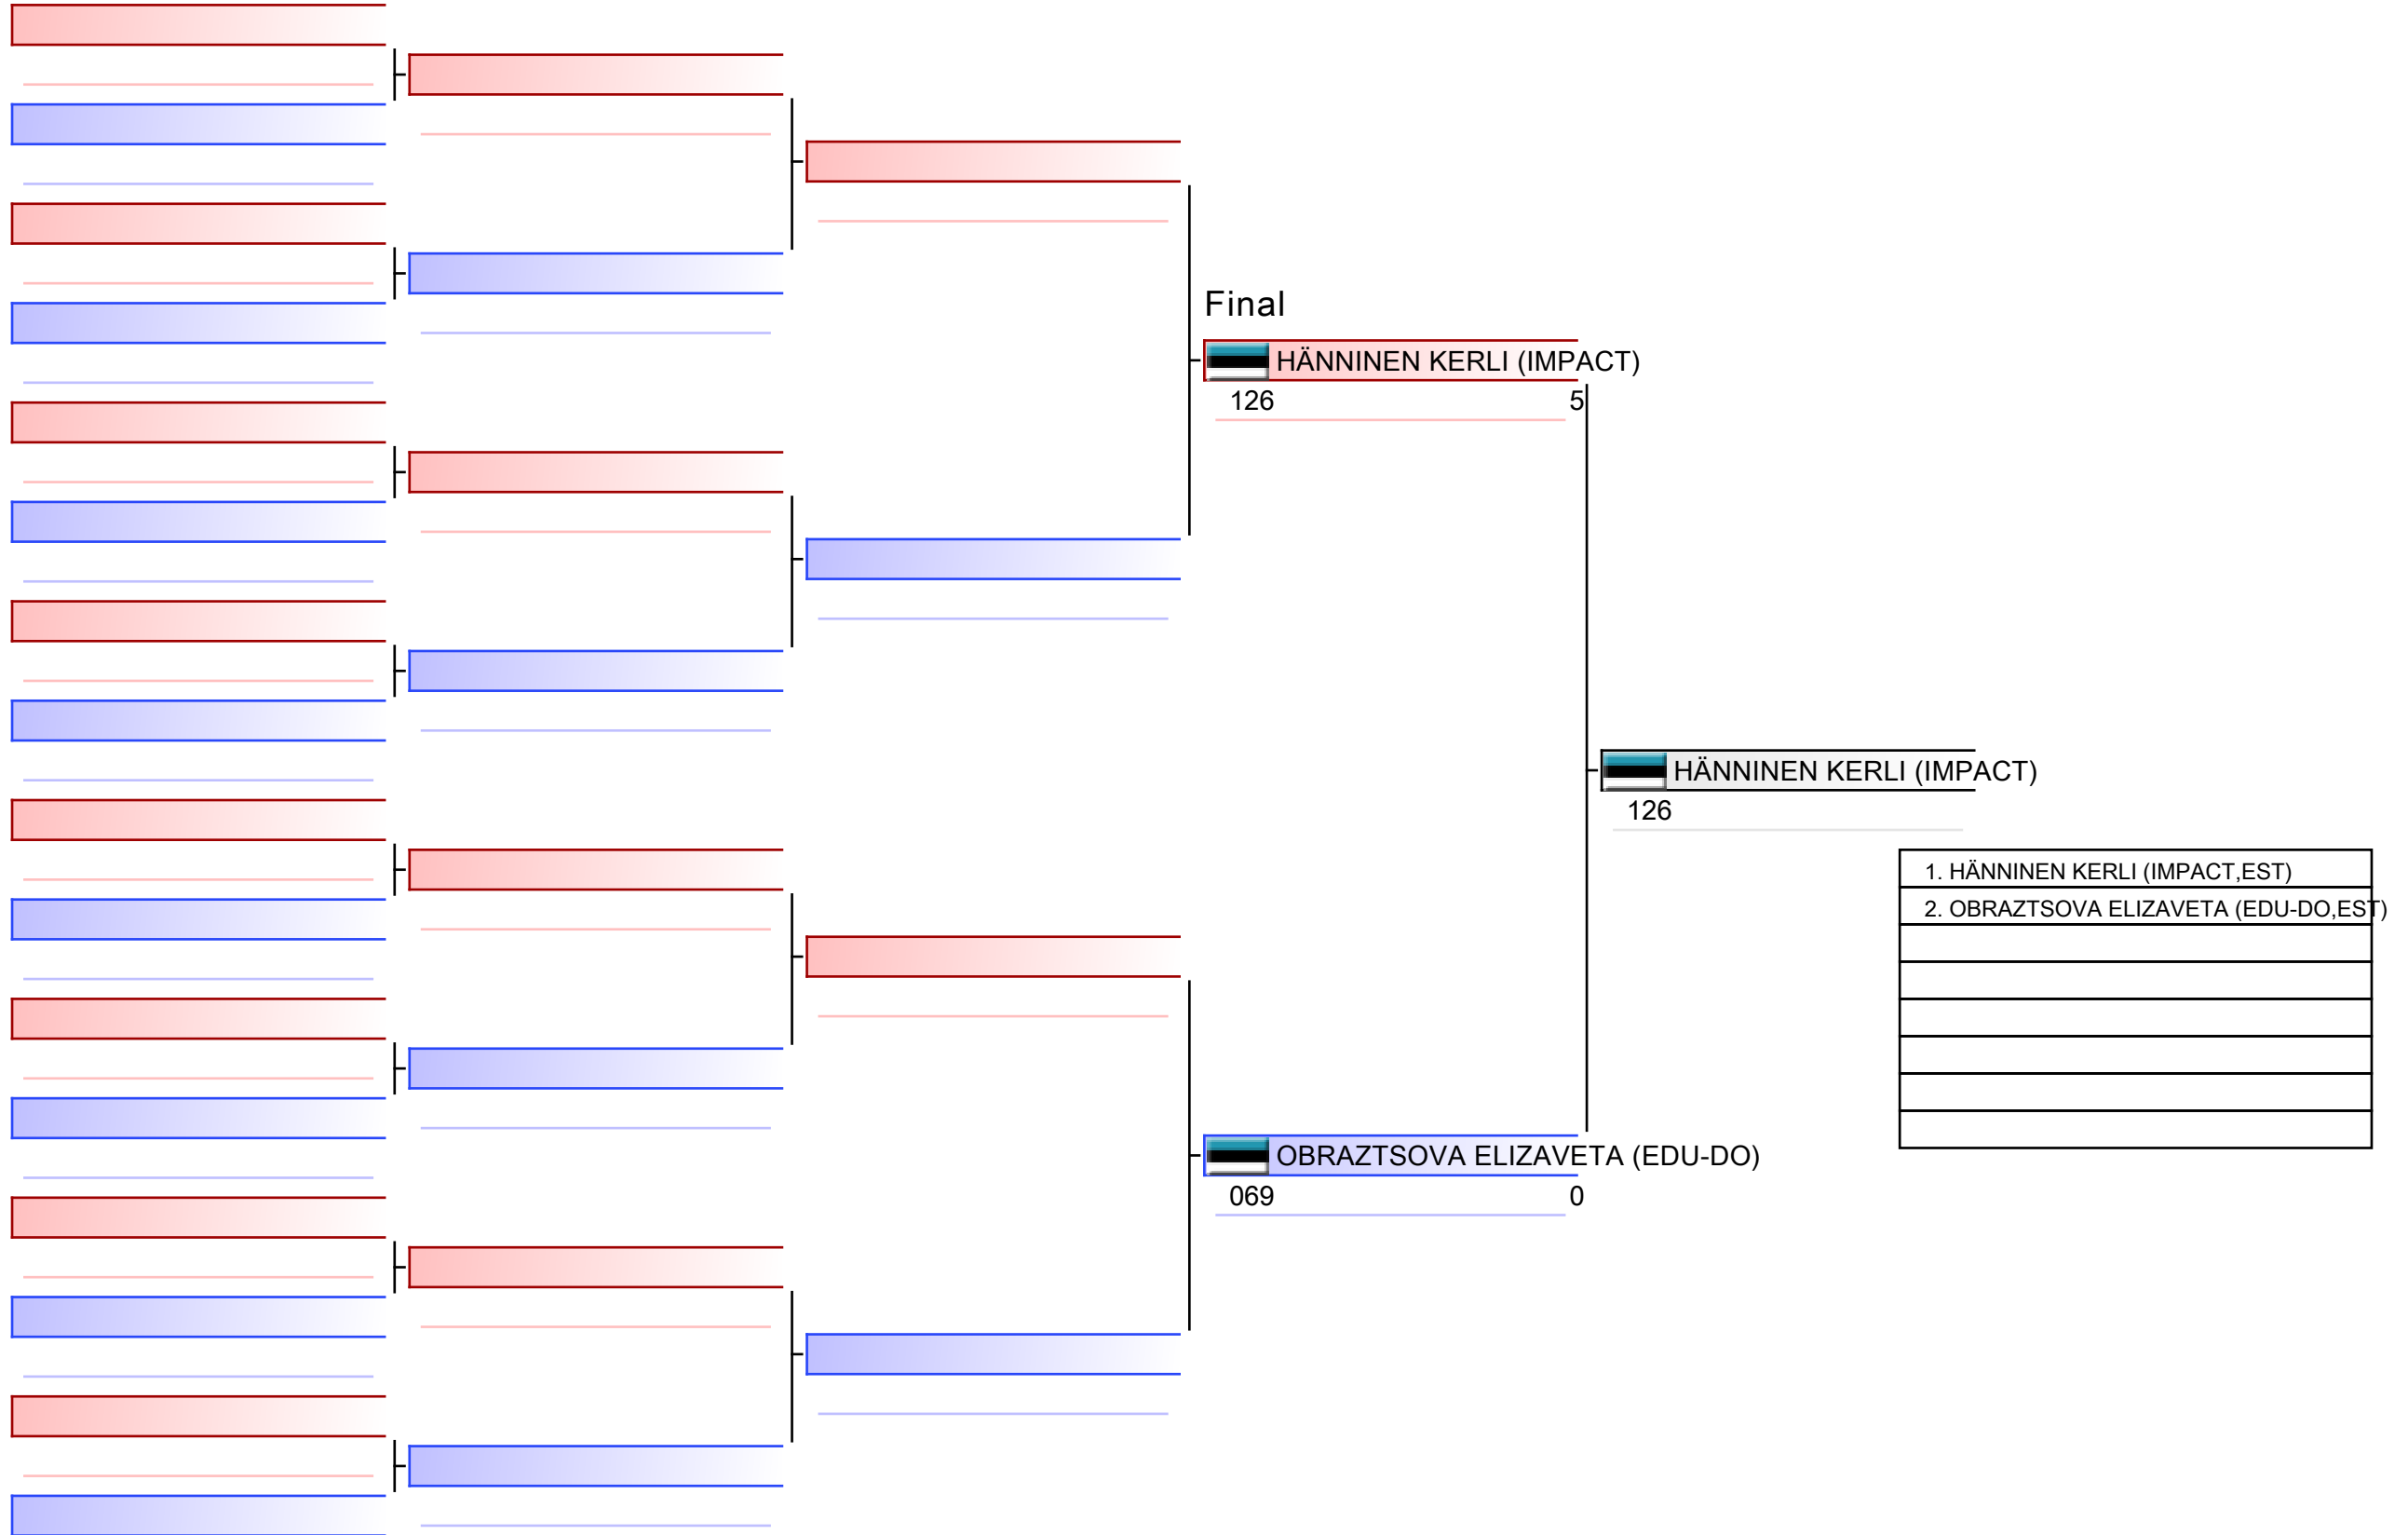 Final
HÄNNINEN KERLI (IMPACT)
126 5
HÄNNINEN KERLI (IMPACT)
126
1. HÄNNINEN KERLI (IMPACT,EST)
2. OBRAZTSOVA ELIZAVETA (EDU-DO,EST)
OBRAZTSOVA ELIZAVETA (EDU-DO)
069 0